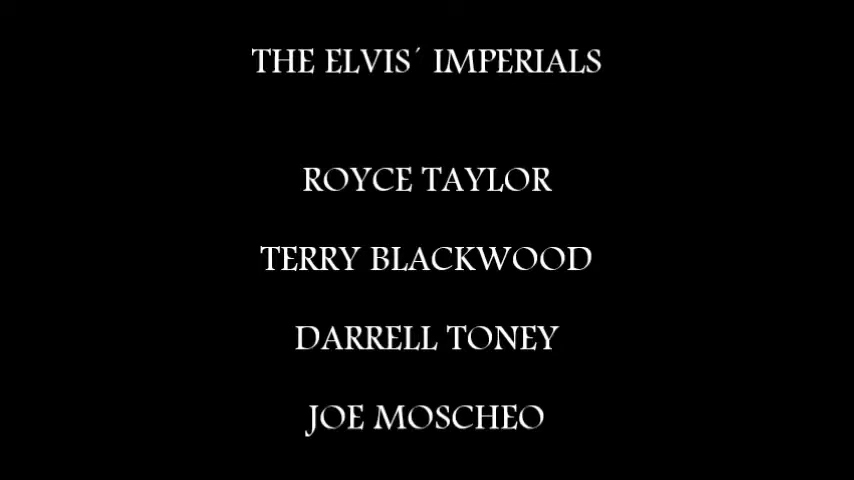 THE ELVIS´ IMPERIALS
ROYCE TAYLOR
TERRY BLACKWOOD
DARRELL TONEY
JOE MOSCHEO